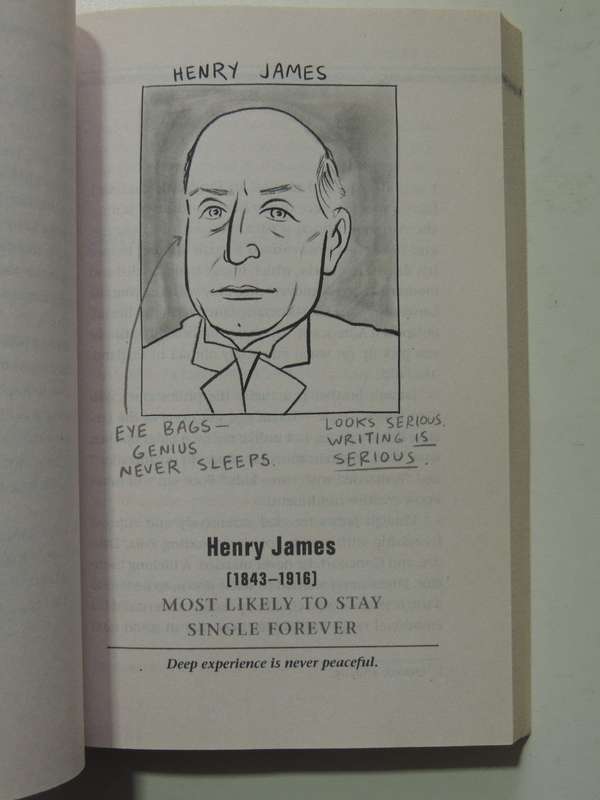 HENRY JAMES
EYE BAGS—
GENIUS
NEVER SLEEPS.
LOOKS SERIOUS.
WRITING IS
SERIOUS.
Henry James
[1843–1916]
MOST LIKELY TO STAY
SINGLE FOREVER
Deep experience is never peaceful.